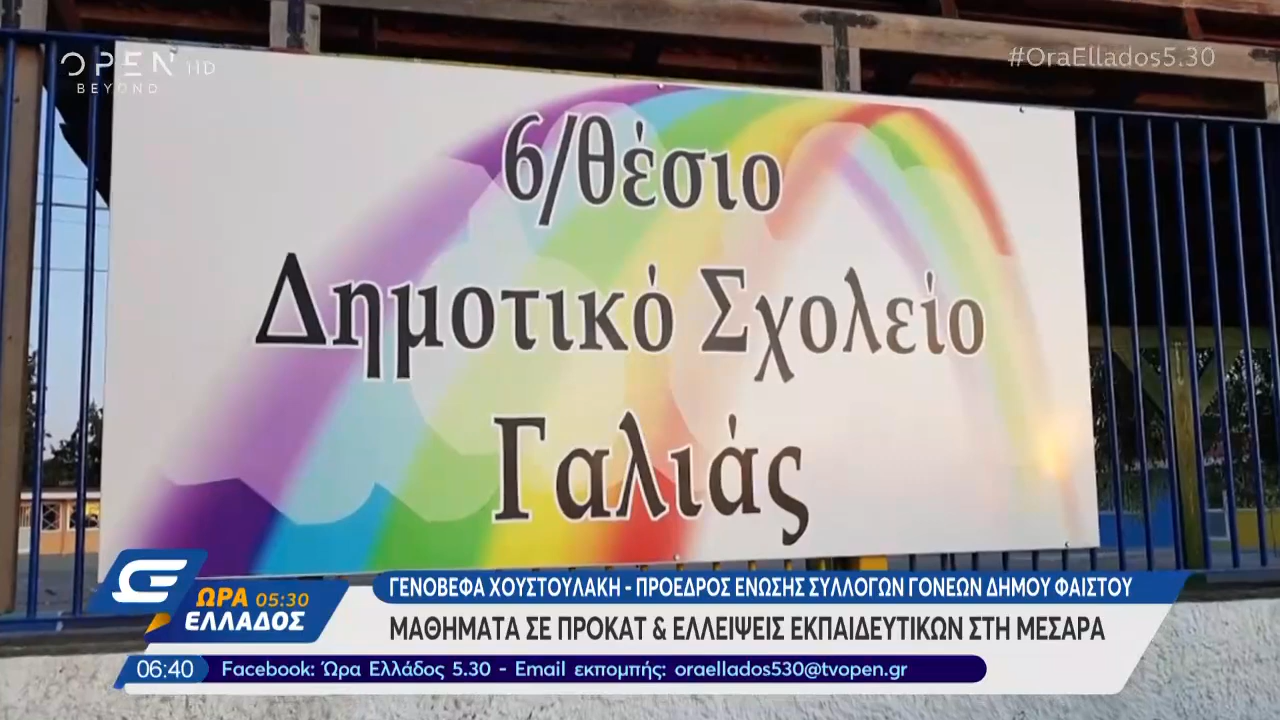 OPEN HD
BEYOND
#OraEllados5.30
6/θέσιο
Δημοτικό Σχολείο
Γαλιάς
ΓΕΝΟΒΕΦΑ ΧΟΥΣΤΟΥΛΑΚΗ - ΠΡΟΕΔΡΟΣ ΕΝΩΣΗΣ ΣΥΛΛΟΓΩΝ ΓΟΝΕΩΝ ΔΗΜΟΥ ΦΑΙΣΤΟΥ
ΩΡΑ 05:30
ΕΛΛΑΔΟΣ
ΜΑΘΗΜΑΤΑ ΣΕ ΠΡΟΚΑΤ & ΕΛΛΕΙΨΕΙΣ ΕΚΠΑΙΔΕΥΤΙΚΩΝ ΣΤΗ ΜΕΣΑΡΑ
06:40 Facebook: Ώρα Ελλάδος 5.30 - Email εκπομπής: oraellados530@tvopen.gr